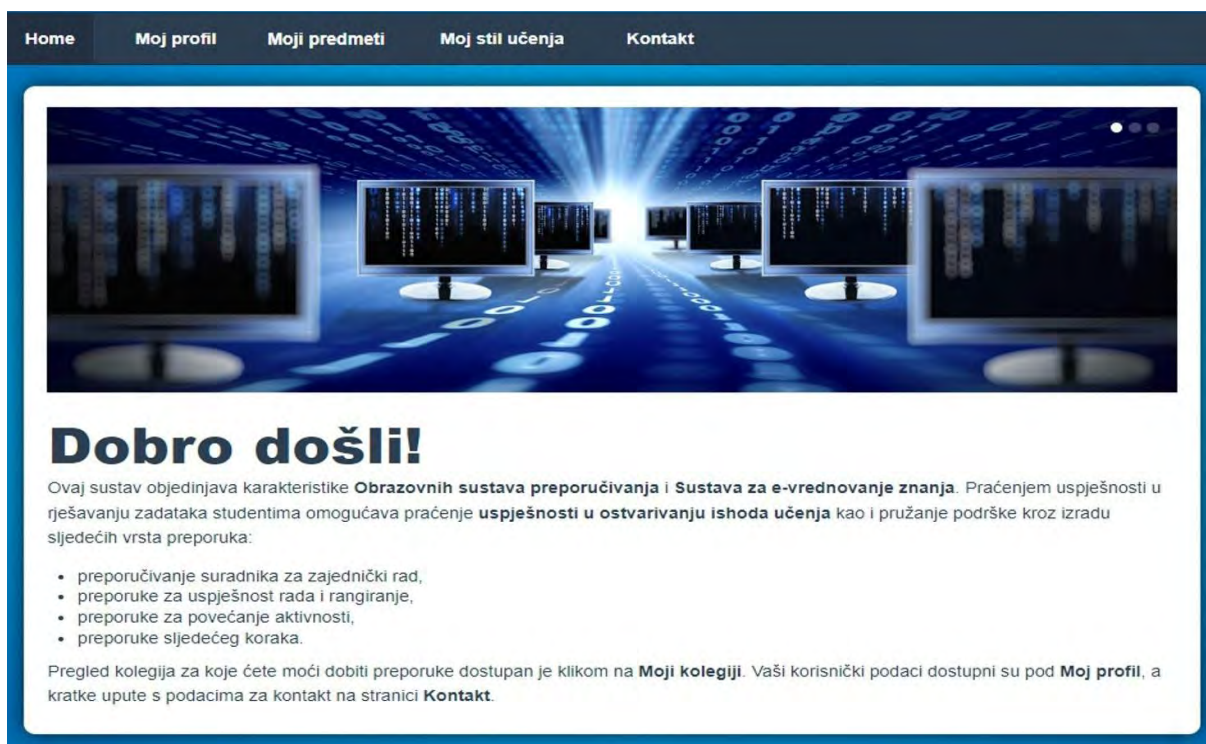 Home Moj profil Moji predmeti Moj stil učenja Kontakt
Dobro došli!
Ovaj sustav objedinjava karakteristike Obrazovnih sustava preporučivanja i Sustava za e-vrednovanje znanja. Praćenjem uspješnosti u
rješavanju zadataka studentima omogućava praćenje uspješnosti u ostvarivanju ishoda učenja kao i pružanje podrške kroz izradu
sljedećih vrsta preporuka:
• preporučivanje suradnika za zajednički rad,
• preporuke za uspješnost rada i rangiranje,
• preporuke za povećanje aktivnosti,
• preporuke sljedećeg koraka.
Pregled kolegija za koje ćete moći dobiti preporuke dostupan je klikom na Moji kolegiji. Vaši korisnički podaci dostupni su pod Moj profil, a
kratke upute s podacima za kontakt na stranici Kontakt.